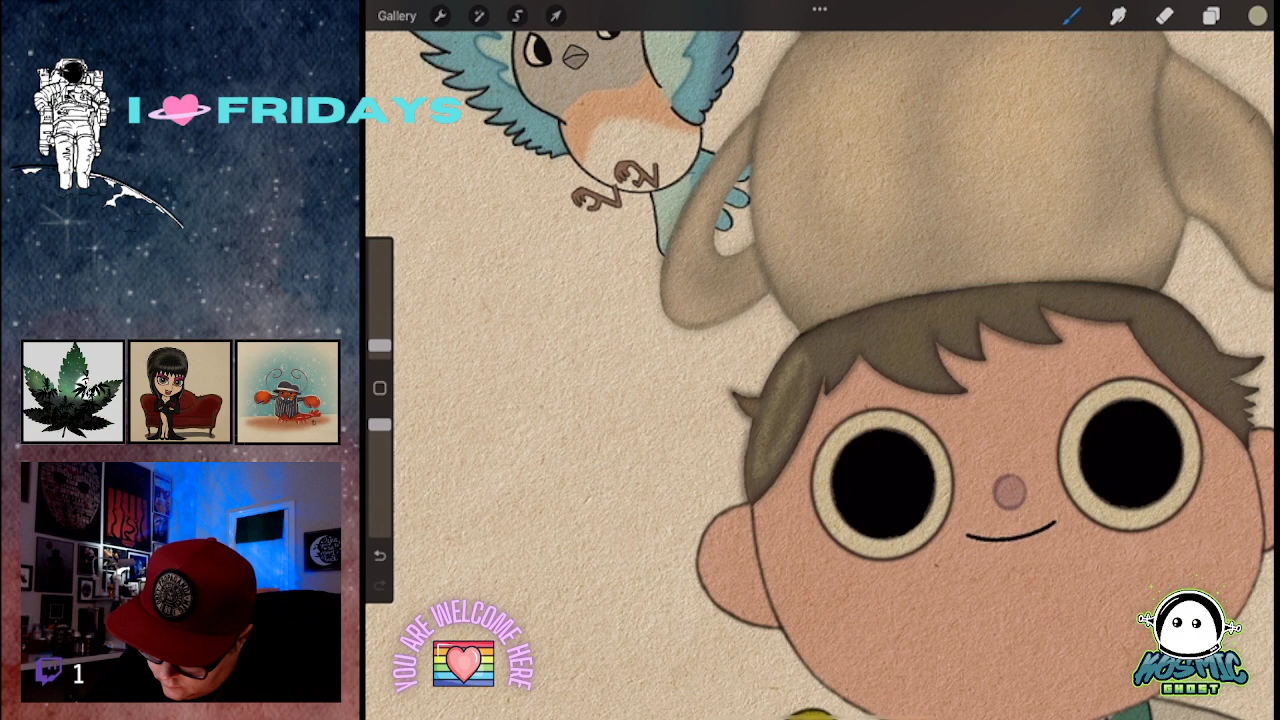 Gallery
I FRIDAYS
1
YOU ARE WELCOME HERE
KOSMIC
GHOST